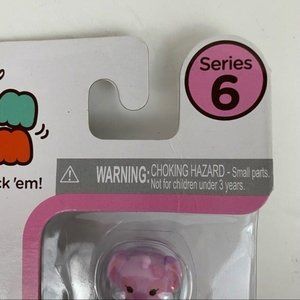 Series
6
ck 'em!
WARNING: CHOKING HAZARD - Small parts.
Not for children under 3 years.